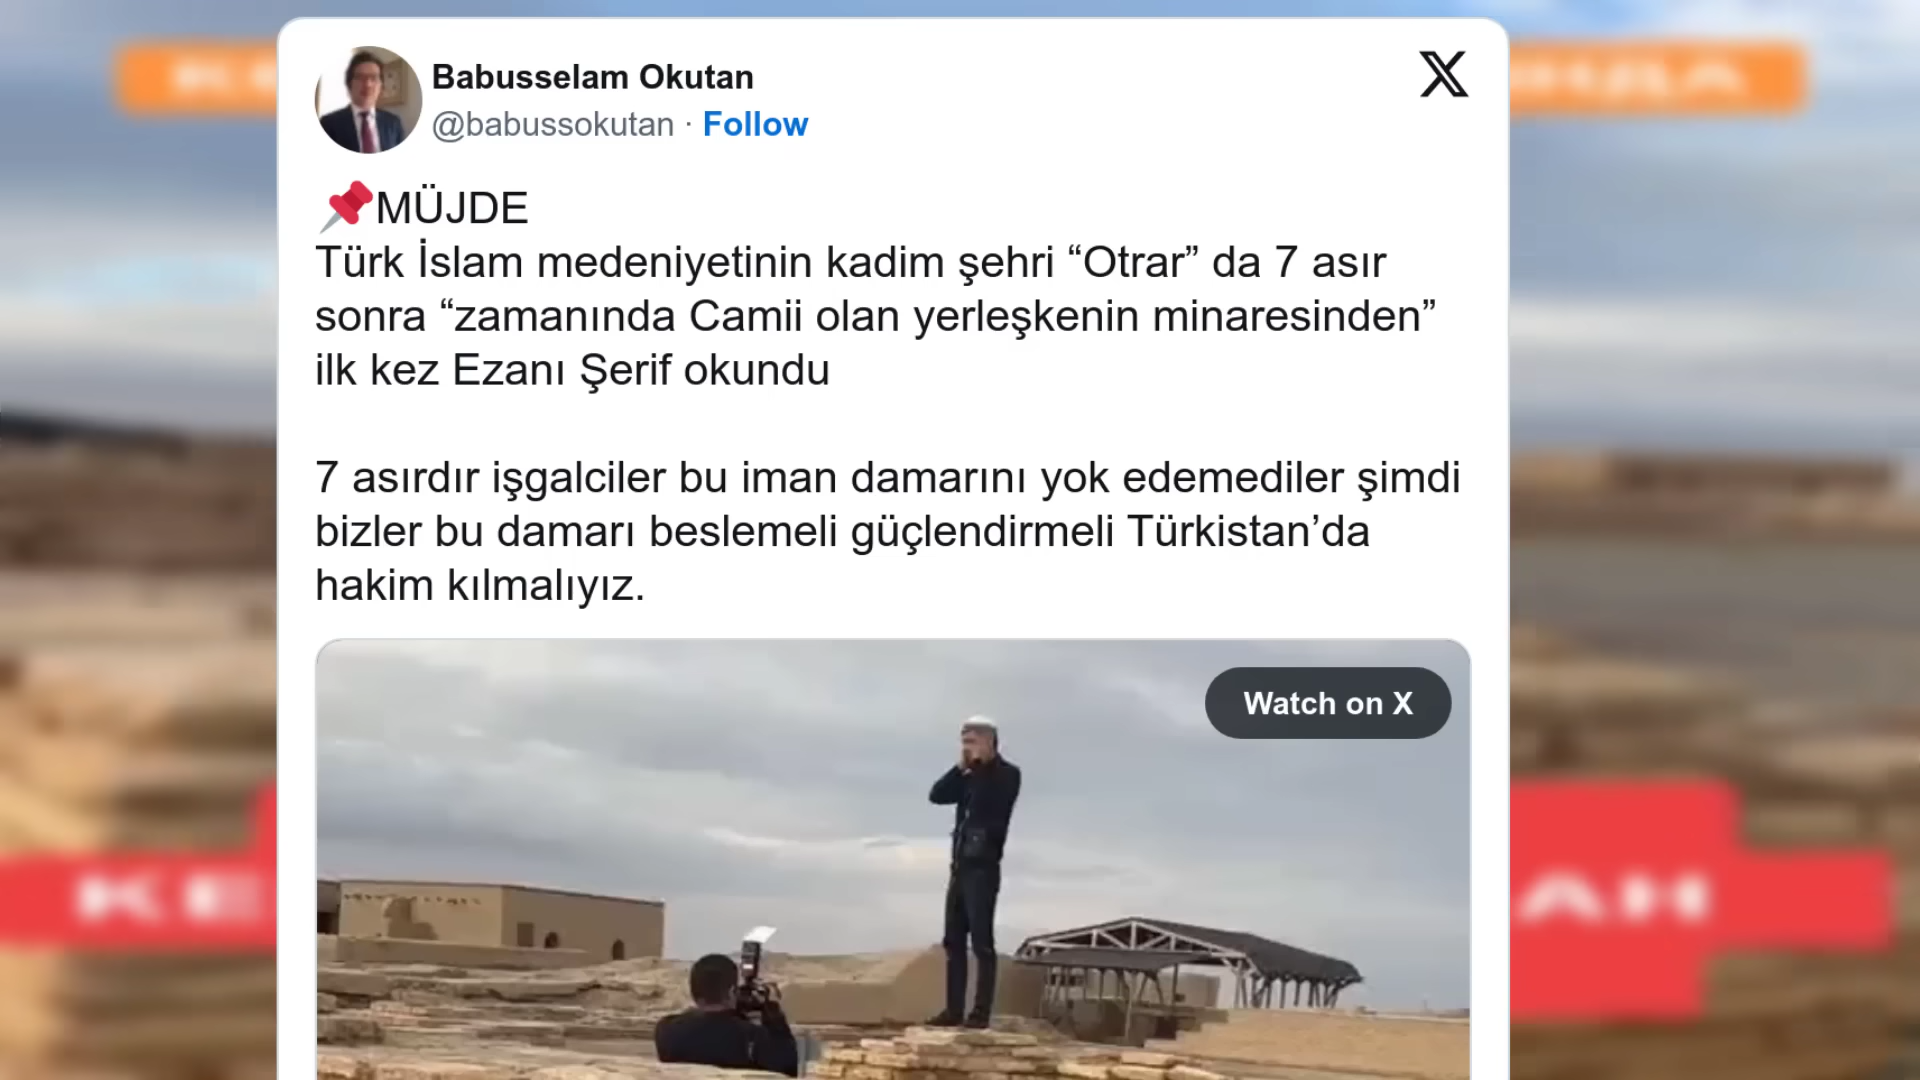 Babusselam Okutan
@babussokutan · Follow
📌MÜJDE
Türk İslam medeniyetinin kadim şehri “Otrar” da 7 asır
sonra “zamanında Camii olan yerleşkenin minaresinden”
ilk kez Ezanı Şerif okundu
7 asırdır işgalciler bu iman damarını yok edemediler şimdi
bizler bu damarı beslemeli güçlendirmeli Türkistan’da
hakim kılmalıyız.
Watch on X